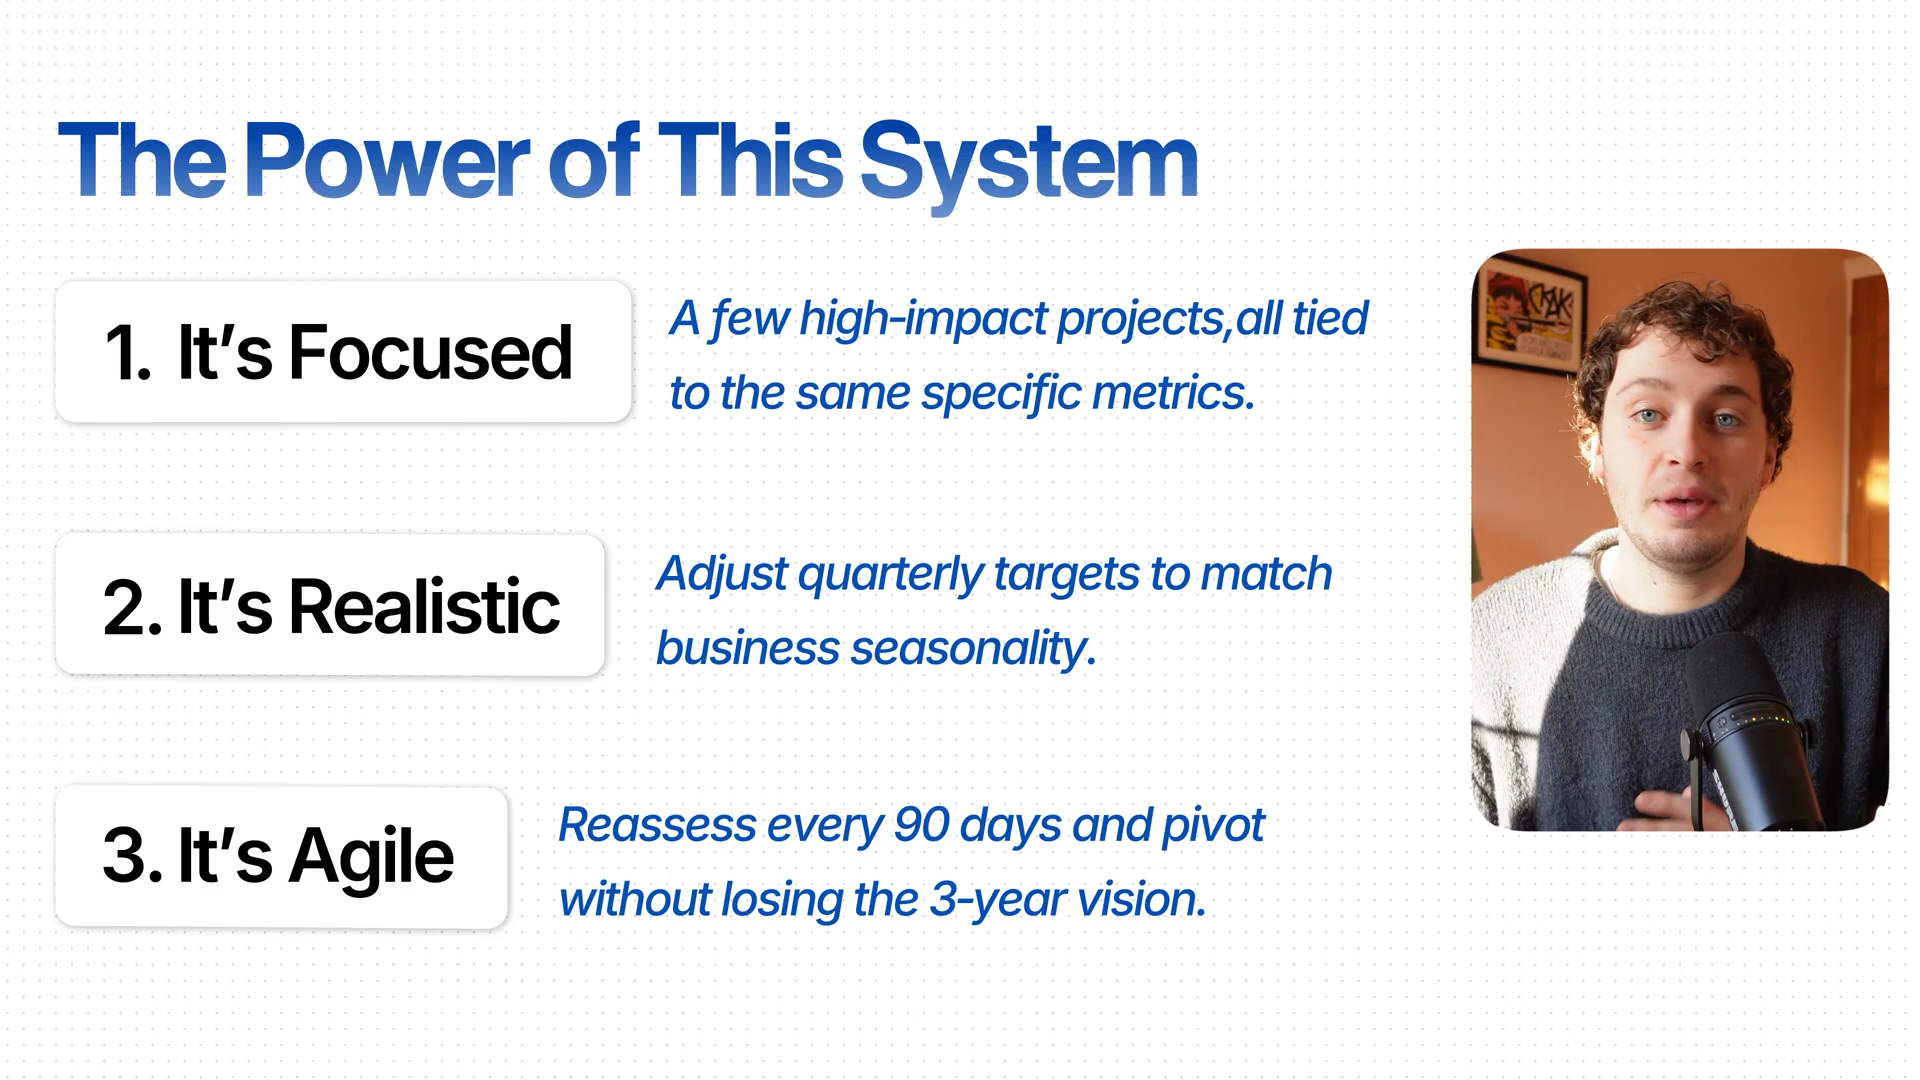 The Power of This System
1. It’s Focused
A few high-impact projects,all tied
to the same specific metrics.
2. It’s Realistic
Adjust quarterly targets to match
business seasonality.
3. It’s Agile
Reassess every 90 days and pivot
without losing the 3-year vision.